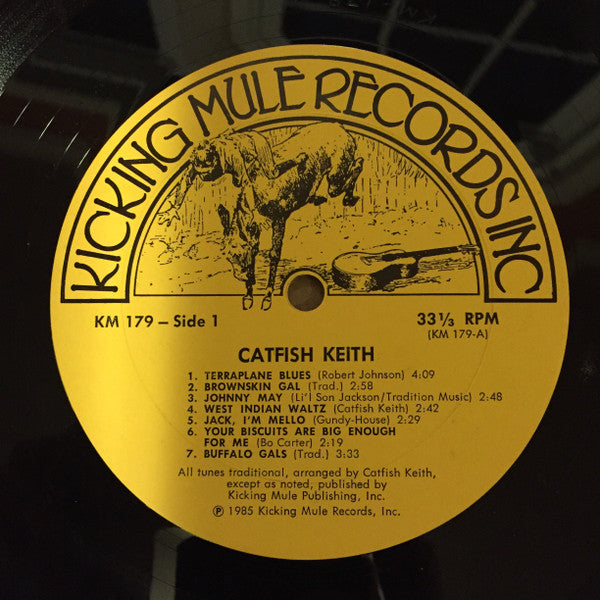 KICKING MULE RECORDS INC
KM 179 – Side 1
33 1/3 RPM
(KM 179-A)
CATFISH KEITH
1. TERRAPLANE BLUES (Robert Johnson) 4:09
2. BROWNSKIN GAL (Trad.) 2:58
3. JOHNNY MAY (Li'l Son Jackson/Tradition Music) 2:48
4. WEST INDIAN WALTZ (Catfish Keith) 2:42
5. JACK, I'M MELLO (Gundy-House) 2:29
6. YOUR BISCUITS ARE BIG ENOUGH
FOR ME (Bo Carter) 2:19
7. BUFFALO GALS (Trad.) 3:33
All tunes traditional, arranged by Catfish Keith,
except as noted, published by
Kicking Mule Publishing, Inc.
℗ 1985 Kicking Mule Records, Inc.